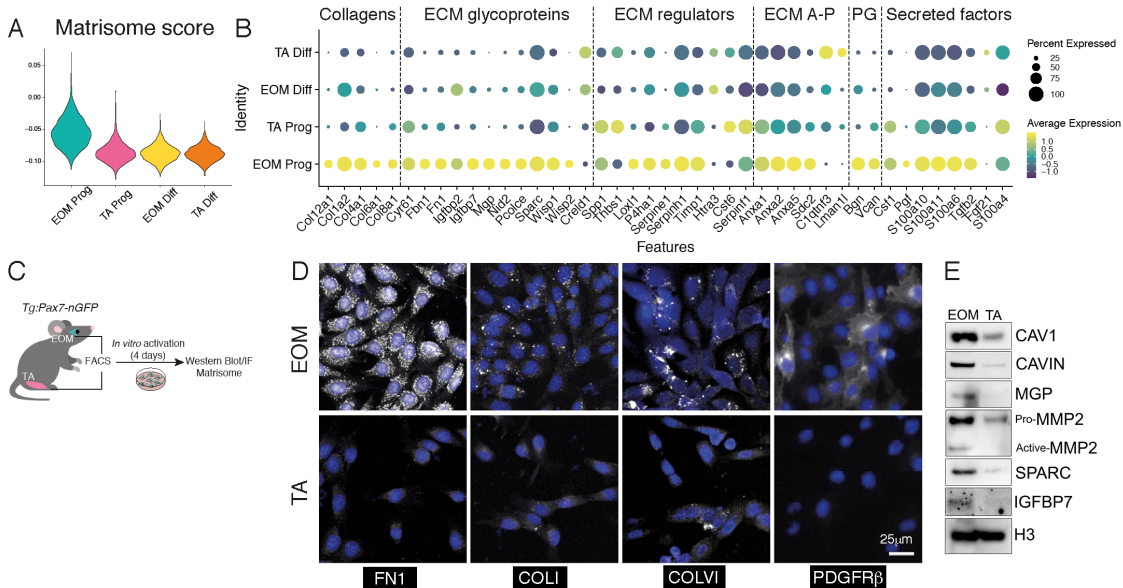 A
Matrisome score
0.05
0.00
−0.05
−0.10
EOM Prog
TA Prog
EOM Diff
TA Diff
B
Collagens
ECM glycoproteins
ECM regulators
ECM A-P
PG
Secreted factors
Identity
TA Diff
EOM Diff
TA Prog
EOM Prog
Percent Expressed
25
50
75
100
Average Expression
1.0
0.5
0.0
−0.5
−1.0
Col12a1
Col1a2
Col4a1
Col6a1
Col8a1
Cyr61
Fbn1
Fn1
Igfbp2
Igfbp7
Mgp
Nid2
Pcolce
Sparc
Wisp1
Wisp2
Creld1
Spp1
Thbs1
Loxl1
P4ha1
Serpine1
Serpinh1
Timp1
Htra3
Cst6
Serpinf1
Anxa1
Anxa2
Anxa5
Sdc2
C1qtnf3
Lman1l
Bgn
Vcan
Csf1
Pgf
S100a10
S100a11
S100a6
Tgfb2
Fgf21
S100a4
Features
C
Tg:Pax7-nGFP
EOM
TA
FACS
In vitro activation
(4 days)
Western Blot/IF
Matrisome
D
EOM
TA
25μm
FN1
COLI
COLVI
PDGFRβ
E
EOM TA
CAV1
CAVIN
MGP
Pro-MMP2
Active-MMP2
SPARC
IGFBP7
H3